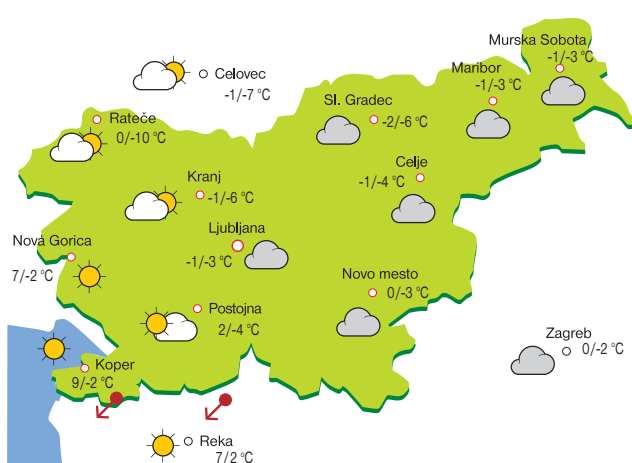 Murska Sobota
-1/-3 °C
Maribor
-1/-3 °C
Celovec
-1/-7 °C
Sl. Gradec
-2/-6 °C
Rateče
0/-10 °C
Celje
-1/-4 °C
Kranj
-1/-6 °C
Ljubljana
-1/-3 °C
Nová Gorica
7/-2 °C
Novo mesto
0/-3 °C
Postojna
2/-4 °C
Zagreb
0/-2 °C
Koper
9/-2 °C
Reka
7/2 °C